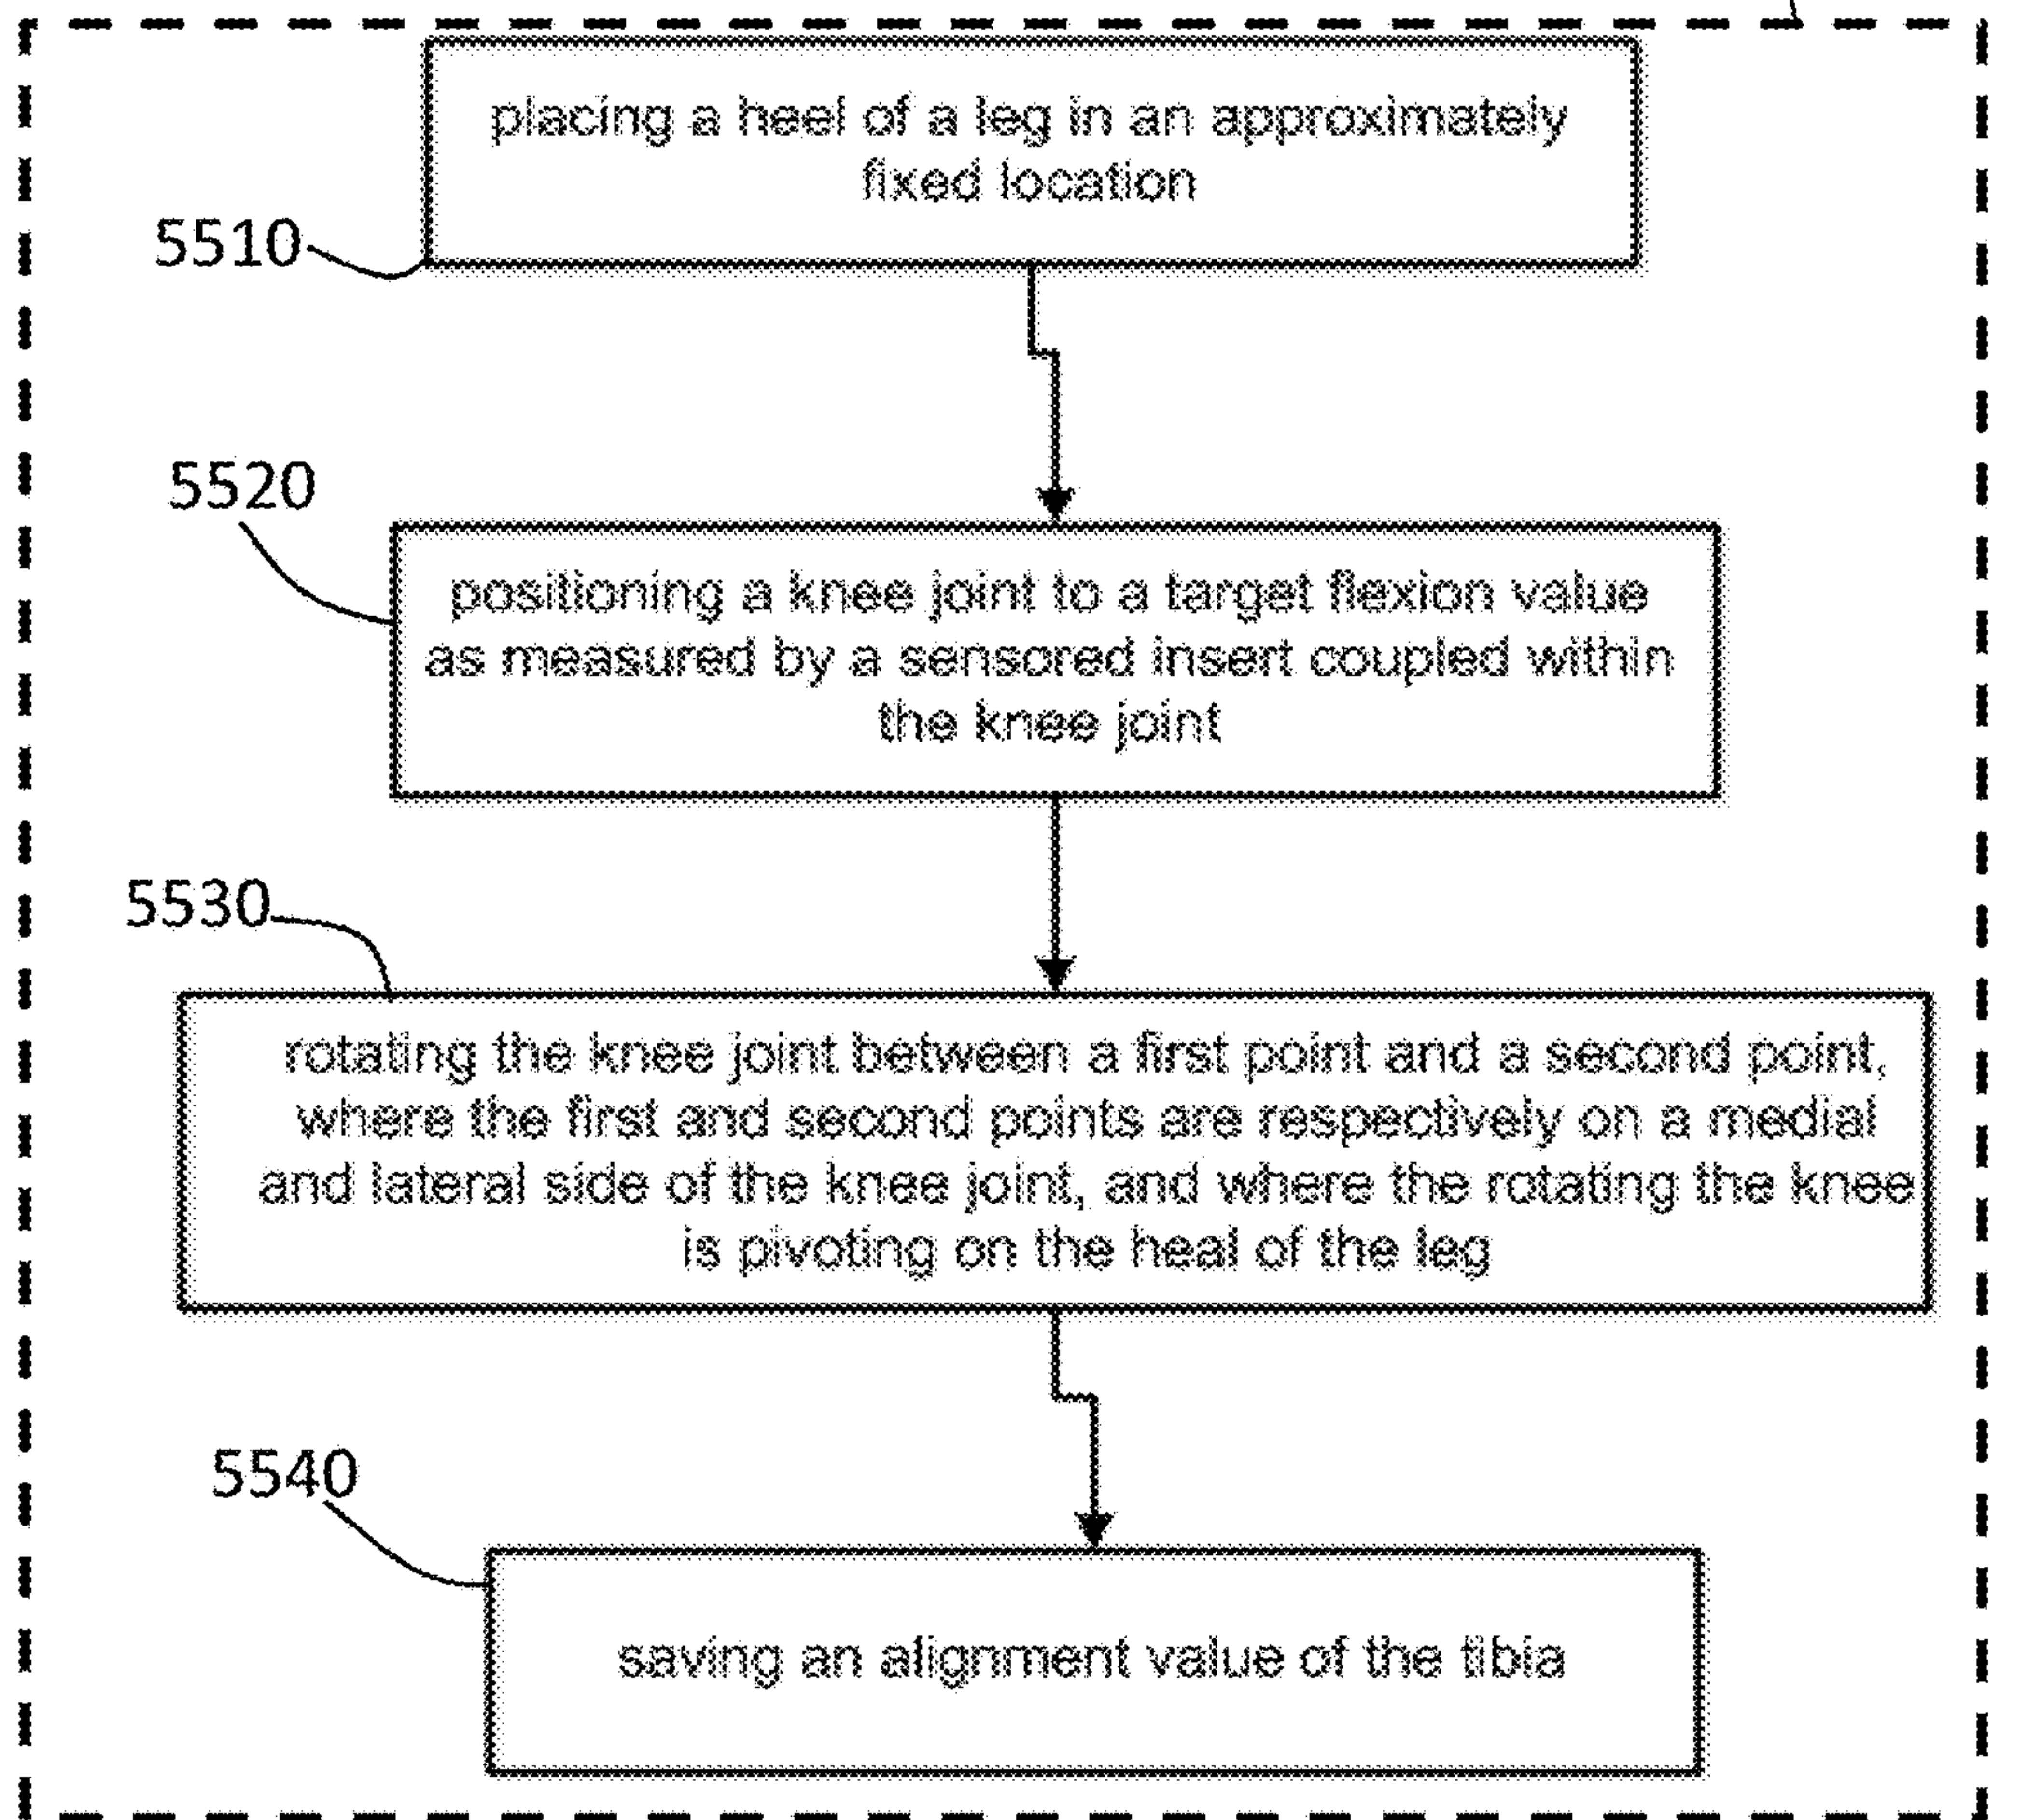 placing a heel of a leg in an approximately
fixed location
5510
5520
positioning a knee joint to a target flexion value
as measured by a sensored insert coupled within
the knee joint
5530
rotating the knee joint between a first point and a second point,
where the first and second points are respectively on a medial
and lateral side of the knee joint, and where the rotating the knee
is pivoting on the heal of the leg
5540
saving an alignment value of the tibia